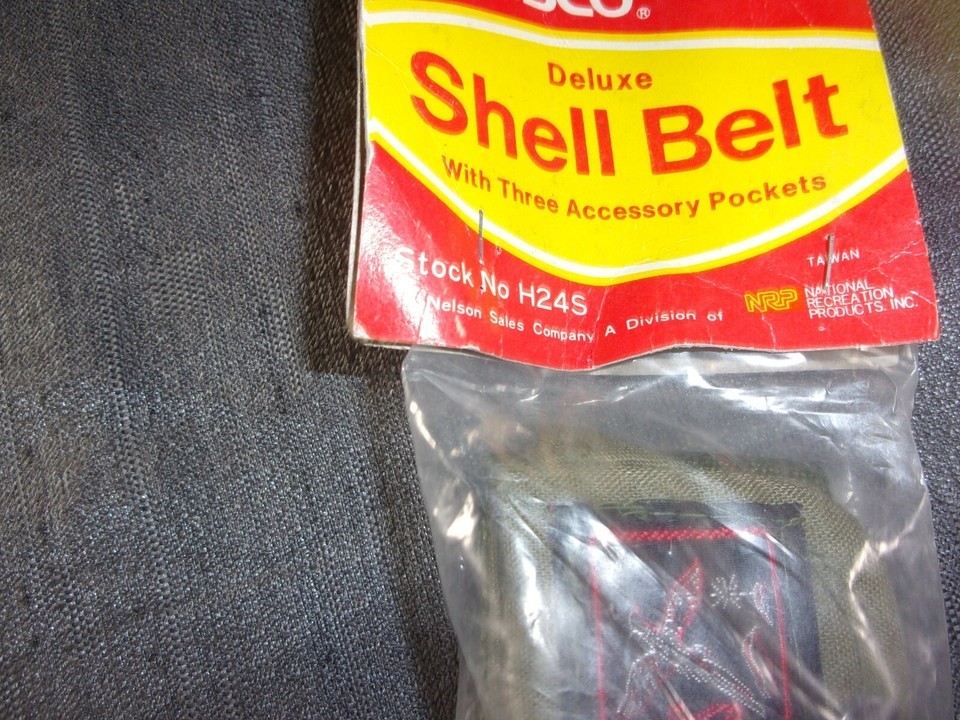 Deluxe
Shell Belt
With Three Accessory Pockets
TAIWAN
Stock No H24S
NRP NATIONAL
RECREATION
PRODUCTS, INC.
Nelson Sales Company A Division of